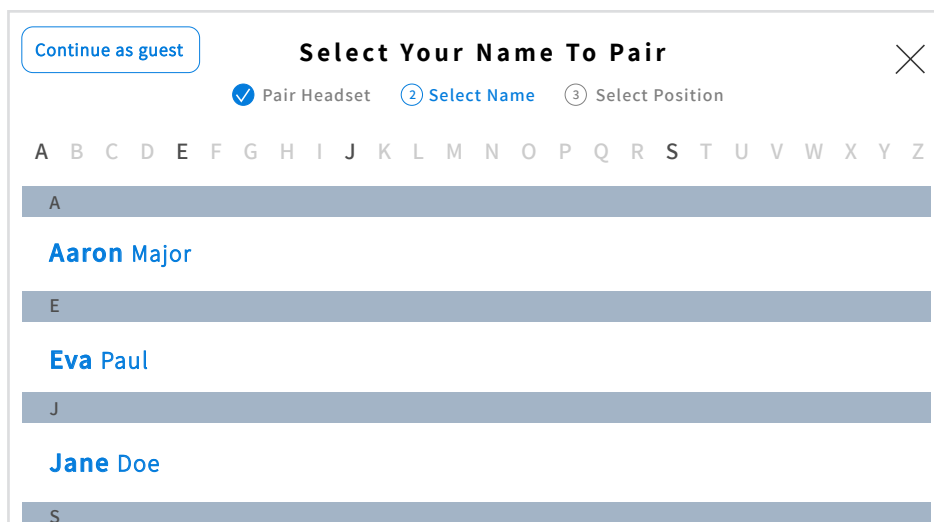 Continue as guest
Select Your Name To Pair
Pair Headset 2 Select Name 3 Select Position
A B C D E F G H I J K L M N O P Q R S T U V W X Y Z
A
Aaron Major
E
Eva Paul
J
Jane Doe
S